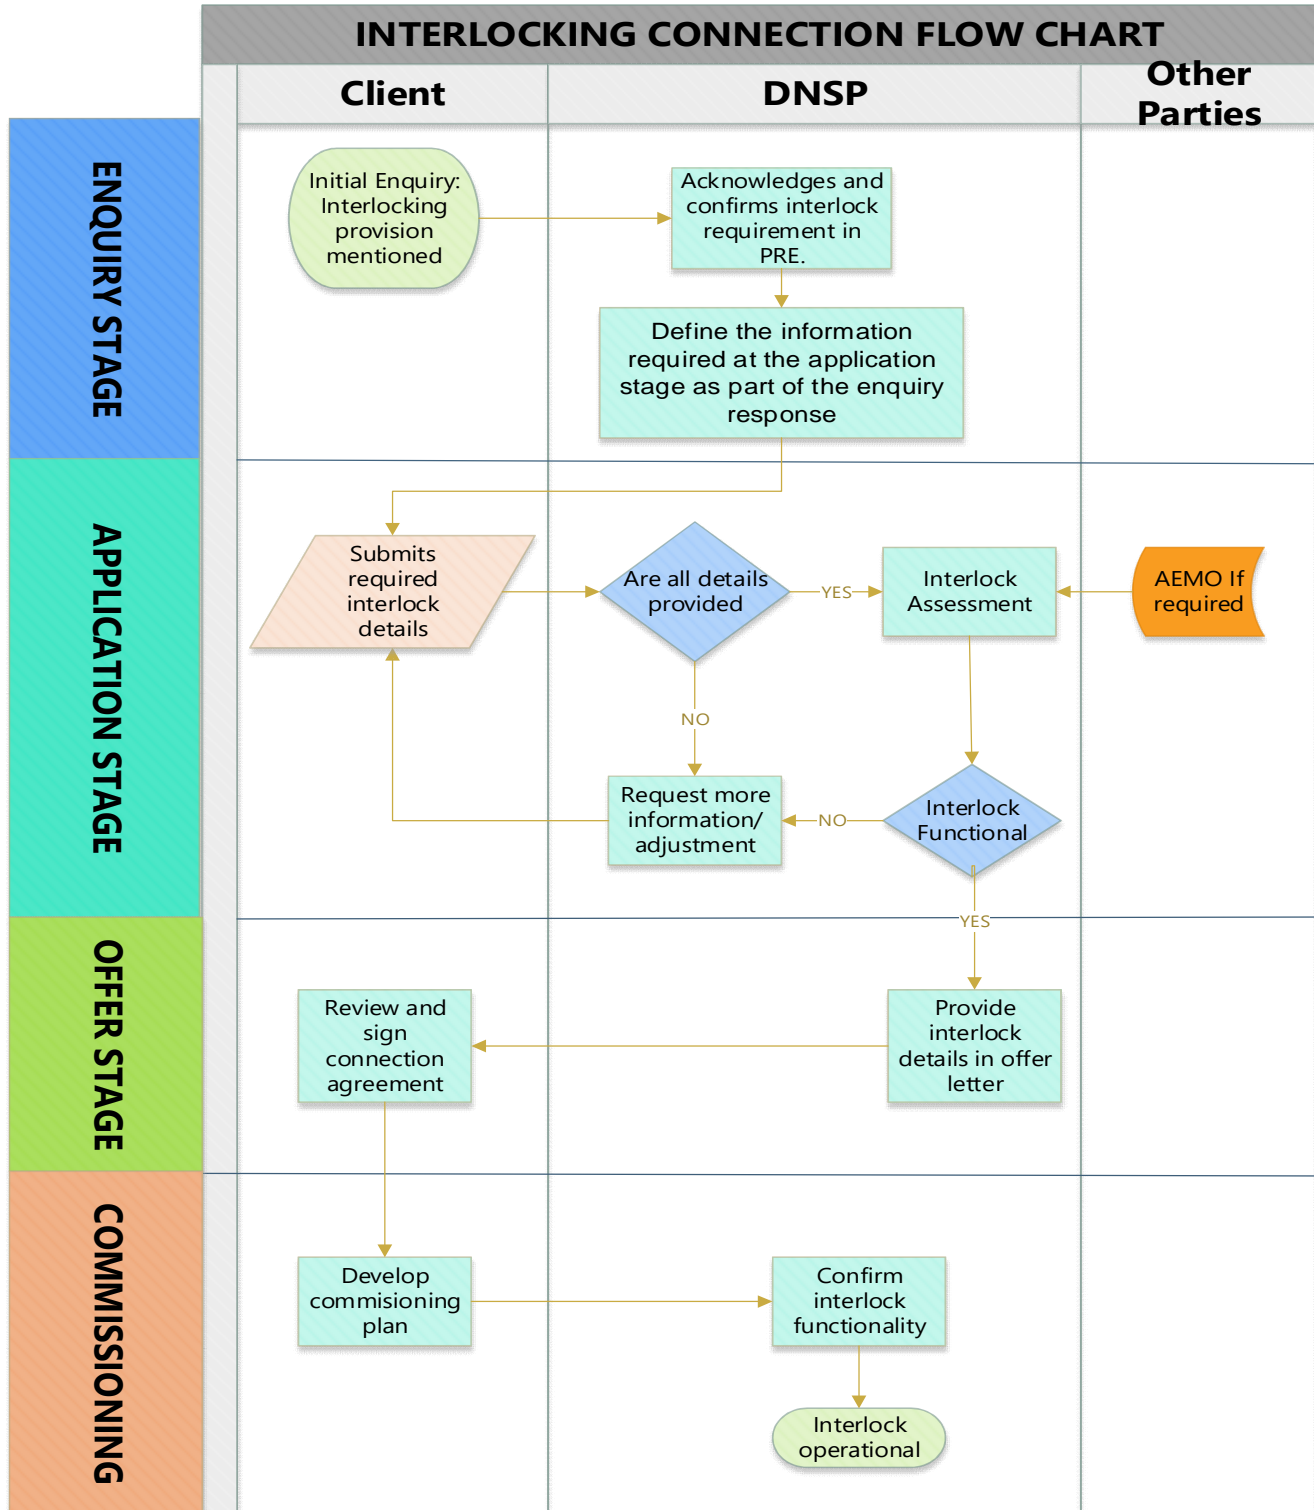 INTERLOCKING CONNECTION FLOW CHART
Client
DNSP
Other
Parties
ENQUIRY STAGE
Initial Enquiry:
Interlocking
provision
mentioned
Acknowledges and
confirms interlock
requirement in
PRE.
Define the information
required at the application
stage as part of the enquiry
response
APPLICATION STAGE
Submits
required
interlock
details
Are all details
provided
YES
Interlock
Assessment
AEMO If
required
NO
Request more
information/
adjustment
NO
Interlock
Functional
YES
OFFER STAGE
Review and
sign
connection
agreement
Provide
interlock
details in offer
letter
COMMISSIONING
Develop
commisioning
plan
Confirm
interlock
functionality
Interlock
operational